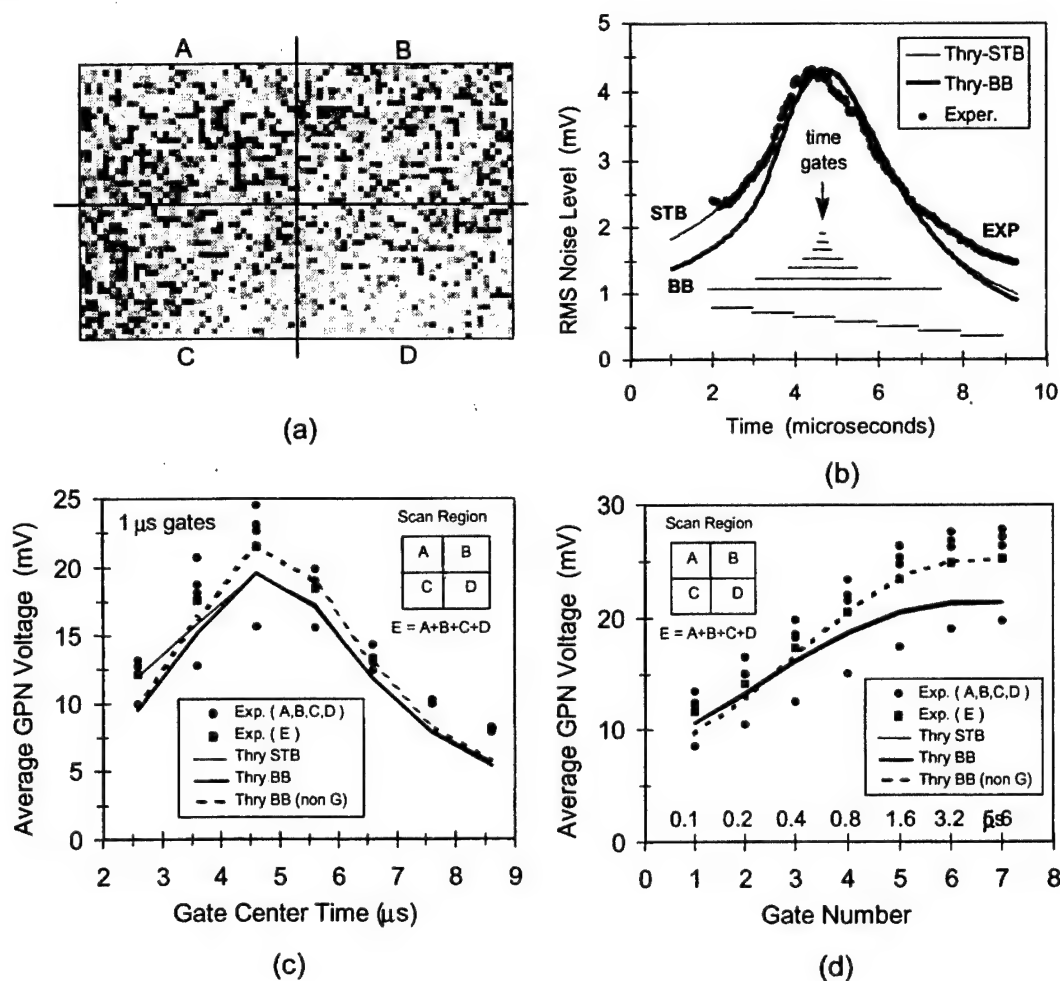 A B
C D
(a)
RMS Noise Level (mV)
5
4
3
2
1
0
0 2 4 6 8 10
Time (microseconds)
Thry-STB
Thry-BB
Exper.
time
gates
STB
BB
EXP
(b)
Average GPN Voltage (mV)
25
20
15
10
5
0
2 3 4 5 6 7 8 9
Gate Center Time (μs)
1 μs gates
Scan Region
A B
C D
E = A+B+C+D
Exp. ( A,B,C,D )
Exp. ( E )
Thry STB
Thry BB
Thry BB (non G)
(c)
Average GPN Voltage (mV)
30
20
10
0
0 1 2 3 4 5 6 7 8
Gate Number
Scan Region
A B
C D
E = A+B+C+D
Exp. ( A,B,C,D )
Exp. ( E )
Thry STB
Thry BB
Thry BB (non G)
0.1 0.2 0.4 0.8 1.6 3.2
(d)